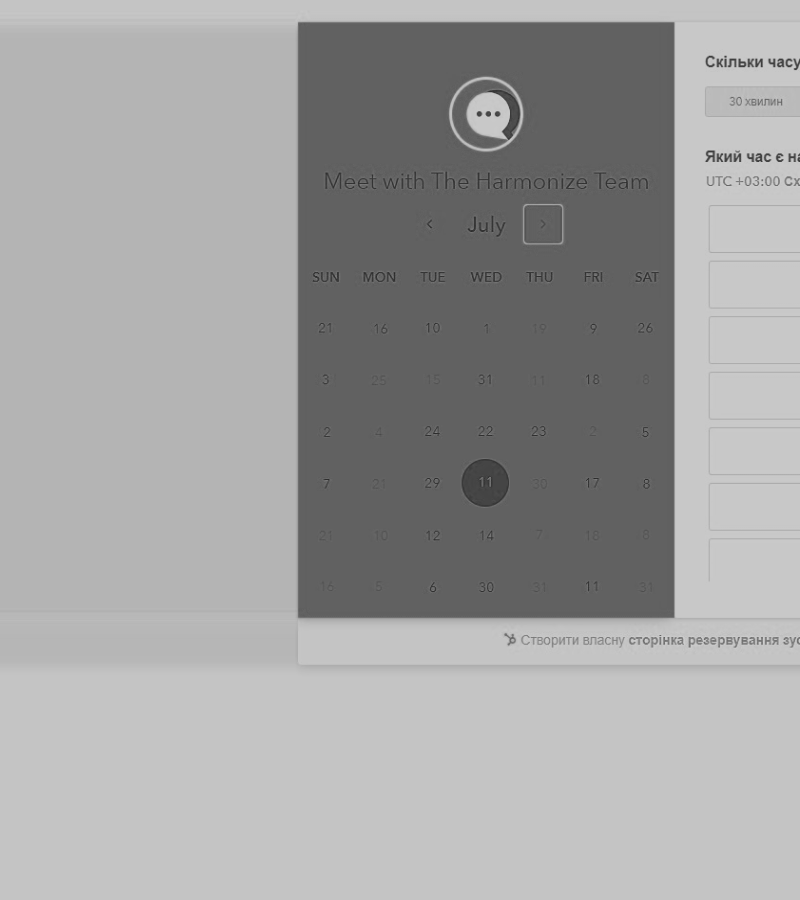 Meet with The Harmonize Team
July
SUN MON TUE WED THU FRI SAT
21 16 10 1 19 9 26
3 25 15 31 11 18 8
2 4 24 22 23 2 5
7 21 29 11 30 17 8
21 10 12 14 7 18 8
16 5 6 30 31 11 31
Скільки часу
30 хвилин
Який час є
UTC +03:00
Створити власну сторінка резервування